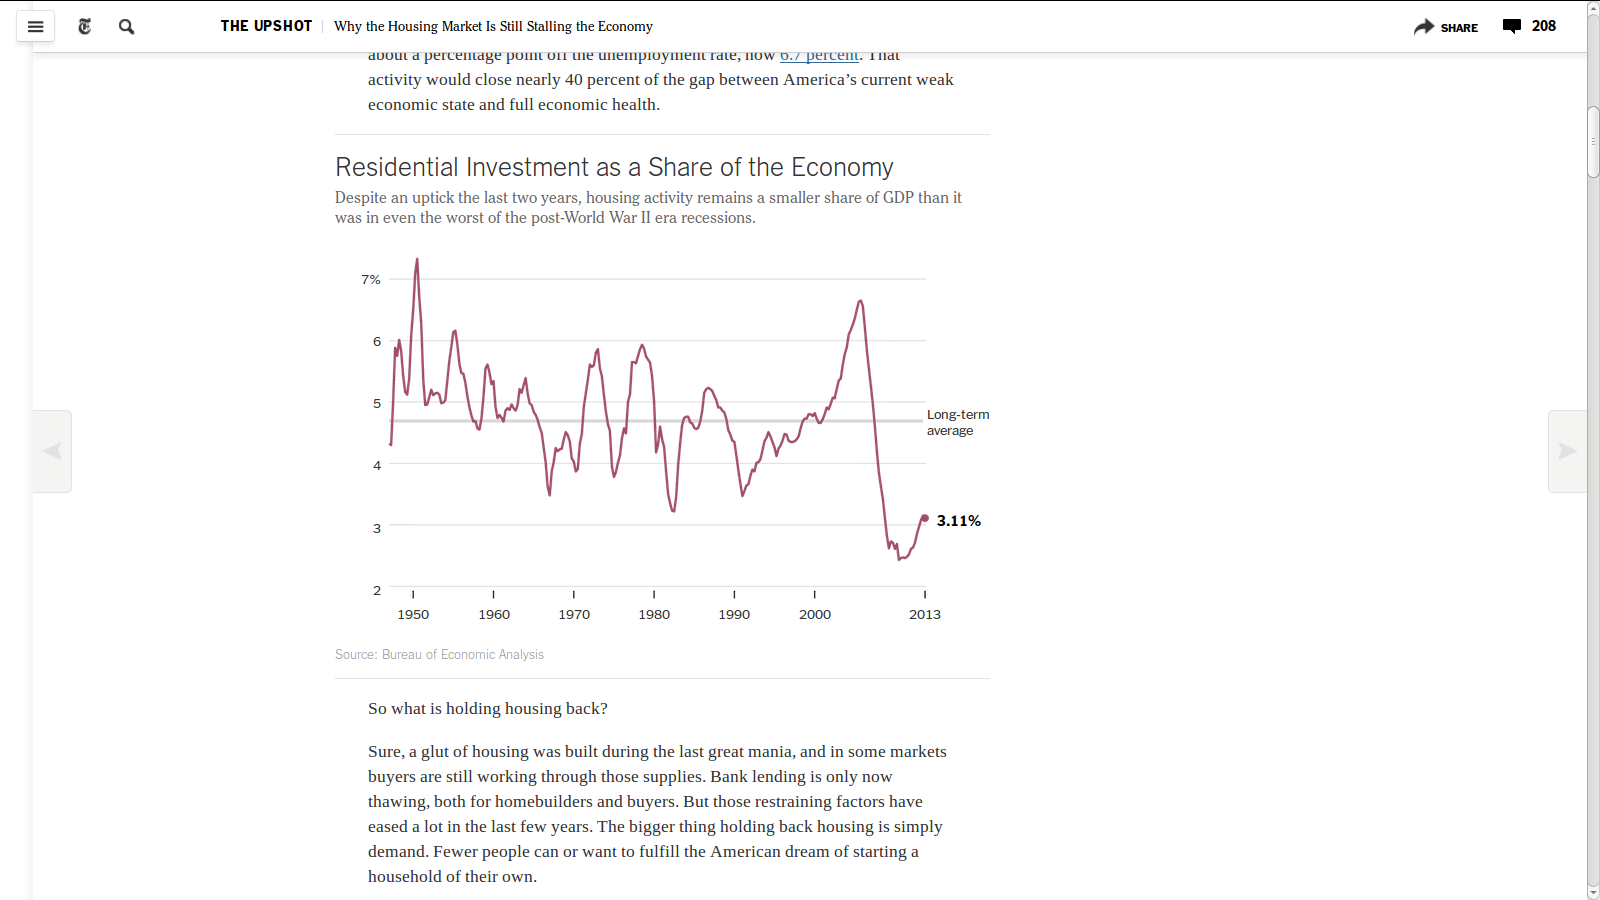 THE UPSHOT
Why the Housing Market Is Still Stalling the Economy
SHARE
208
about a percentage point off the unemployment rate, now 6.7 percent. That
activity would close nearly 40 percent of the gap between America’s current weak
economic state and full economic health.
Residential Investment as a Share of the Economy
Despite an uptick the last two years, housing activity remains a smaller share of GDP than it
was in even the worst of the post-World War II era recessions.
7%
6
5
Long-term
average
4
3
3.11%
2
1950 1960 1970 1980 1990 2000 2013
Source: Bureau of Economic Analysis
So what is holding housing back?
Sure, a glut of housing was built during the last great mania, and in some markets
buyers are still working through those supplies. Bank lending is only now
thawing, both for homebuilders and buyers. But those restraining factors have
eased a lot in the last few years. The bigger thing holding back housing is simply
demand. Fewer people can or want to fulfill the American dream of starting a
household of their own.